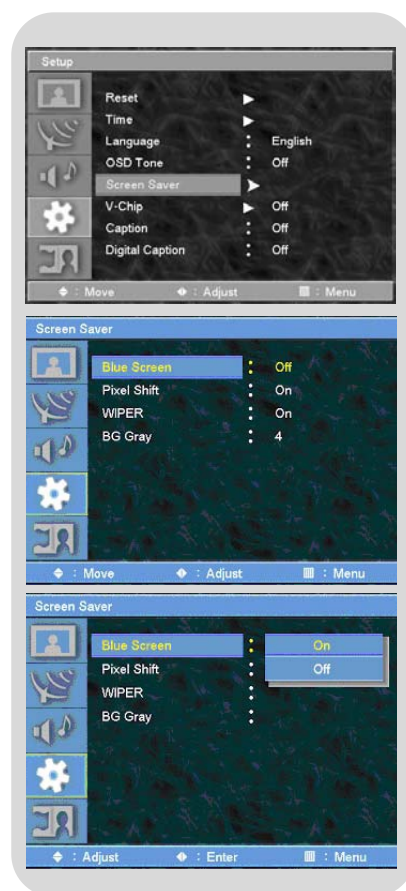 Setup
Reset ▶
Time ▶
Language : English
OSD Tone : Off
Screen Saver ▶
V-Chip ▶ Off
Caption : Off
Digital Caption : Off
: Move : Adjust : Menu
Screen Saver
Blue Screen : Off
Pixel Shift : On
WIPER : On
BG Gray : 4
: Move : Adjust : Menu
Screen Saver
Blue Screen : On
Pixel Shift : Off
WIPER :
BG Gray :
: Adjust : Enter : Menu